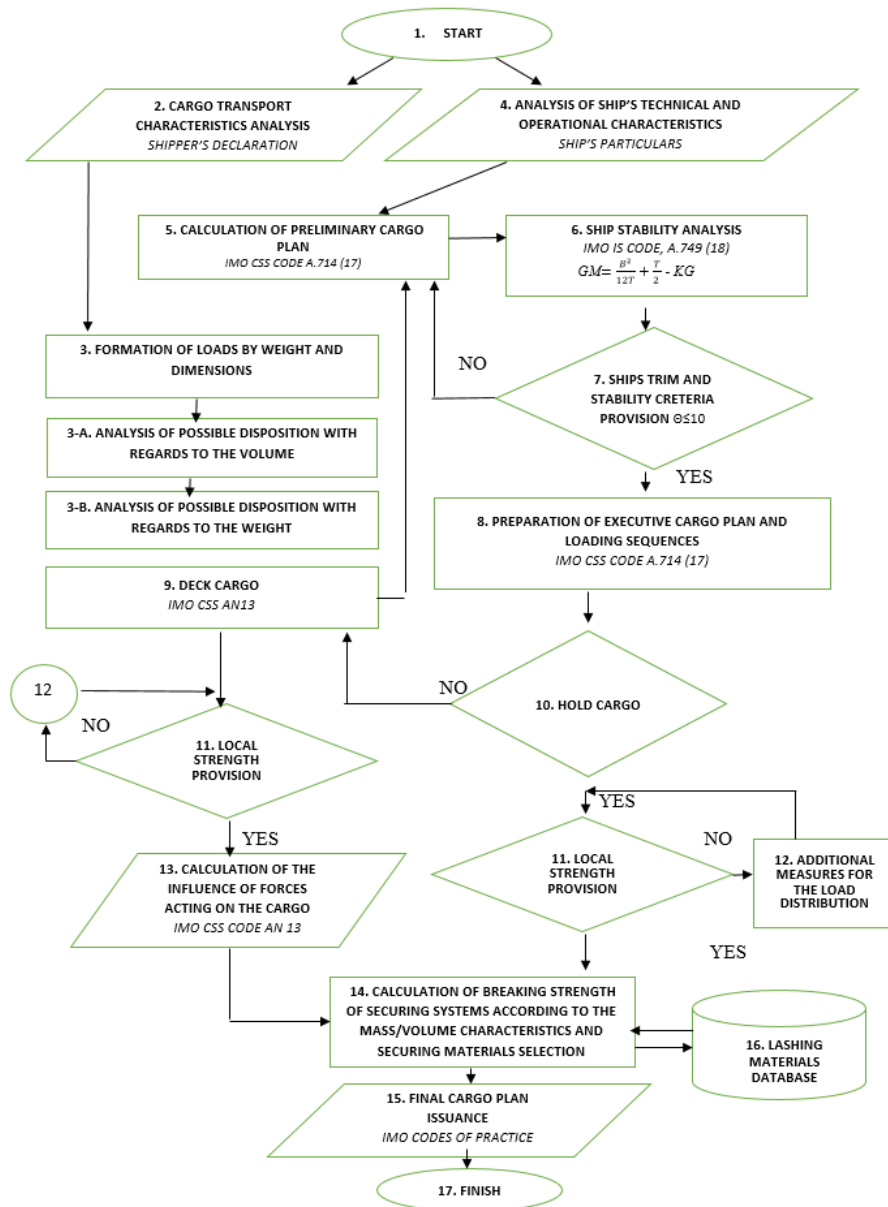 1. START
2. CARGO TRANSPORT
CHARACTERISTICS ANALYSIS
SHIPPER'S DECLARATION
4. ANALYSIS OF SHIP'S TECHNICAL AND
OPERATIONAL CHARACTERISTICS
SHIP'S PARTICULARS
5. CALCULATION OF PRELIMINARY CARGO
PLAN
IMO CSS CODE A.714 (17)
6. SHIP STABILITY ANALYSIS
IMO IS CODE, A.749 (18)
GM= B²/12T + T/2 - KG
3. FORMATION OF LOADS BY WEIGHT AND
DIMENSIONS
NO
7. SHIPS TRIM AND
STABILITY CRETERIA
PROVISION Θ≤10
3-A. ANALYSIS OF POSSIBLE DISPOSITION WITH
REGARDS TO THE VOLUME
YES
3-B. ANALYSIS OF POSSIBLE DISPOSITION WITH
REGARDS TO THE WEIGHT
8. PREPARATION OF EXECUTIVE CARGO PLAN AND
LOADING SEQUENCES
IMO CSS CODE A.714 (17)
9. DECK CARGO
IMO CSS AN13
12
NO
NO
10. HOLD CARGO
11. LOCAL
STRENGTH
PROVISION
YES
YES
NO
13. CALCULATION OF THE
INFLUENCE OF FORCES
ACTING ON THE CARGO
IMO CSS CODE AN 13
11. LOCAL
STRENGTH
PROVISION
12. ADDITIONAL
MEASURES FOR
THE LOAD
DISTRIBUTION
YES
14. CALCULATION OF BREAKING STRENGTH
OF SECURING SYSTEMS ACCORDING TO THE
MASS/VOLUME CHARACTERISTICS AND
SECURING MATERIALS SELECTION
16. LASHING
MATERIALS
DATABASE
15. FINAL CARGO PLAN
ISSUANCE
IMO CODES OF PRACTICE
17. FINISH